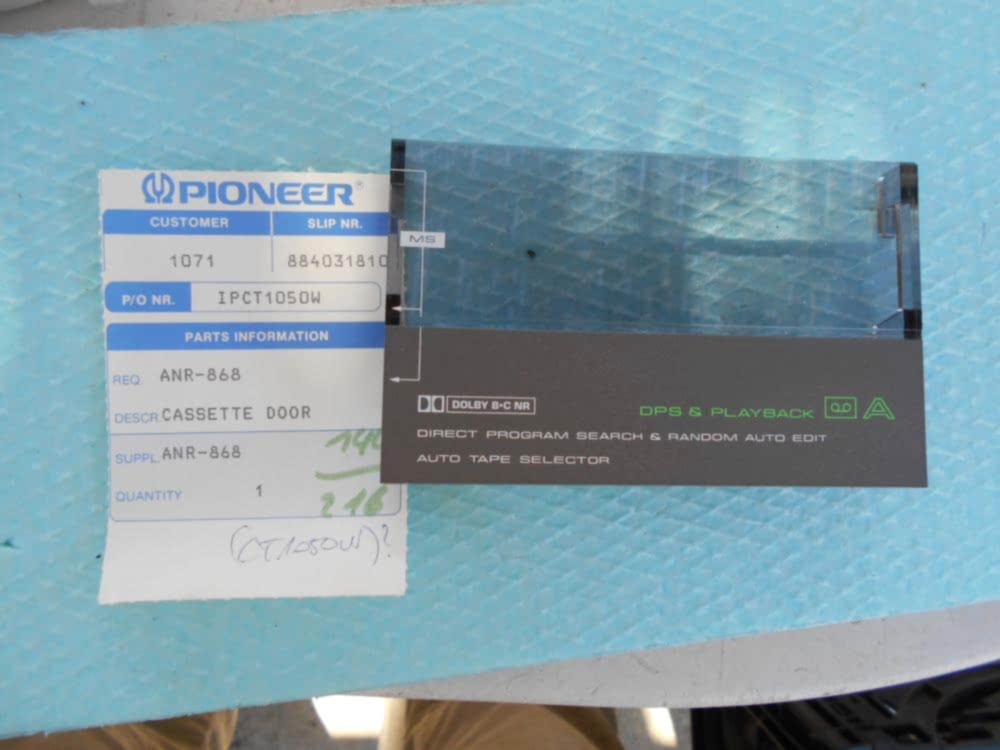 PIONEER®
CUSTOMER SLIP NR.
1071 884031810
P/O NR. IPCT1050W
PARTS INFORMATION
REQ. ANR-868
DESCR. CASSETTE DOOR
SUPPL. ANR-868
QUANTITY 1
216
(CT1050W)?
MS
DOLBY B-C NR
DPS & PLAYBACK A
DIRECT PROGRAM SEARCH & RANDOM AUTO EDIT
AUTO TAPE SELECTOR